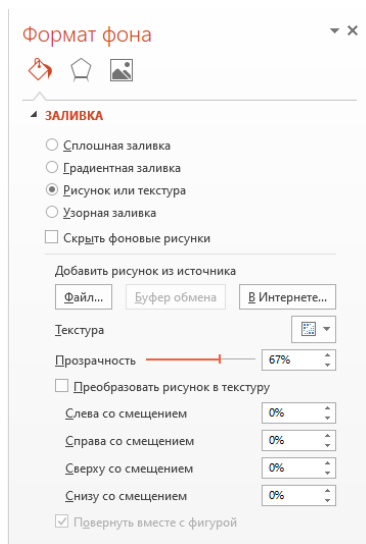 Формат фона
ЗАЛИВКА
Сплошная заливка
Градиентная заливка
Рисунок или текстура
Узорная заливка
Скрыть фоновые рисунки
Добавить рисунок из источника
Файл... Буфер обмена В Интернете...
Текстура
Прозрачность 67%
Преобразовать рисунок в текстуру
Слева со смещением 0%
Справа со смещением 0%
Сверху со смещением 0%
Снизу со смещением 0%
Повернуть вместе с фигурой